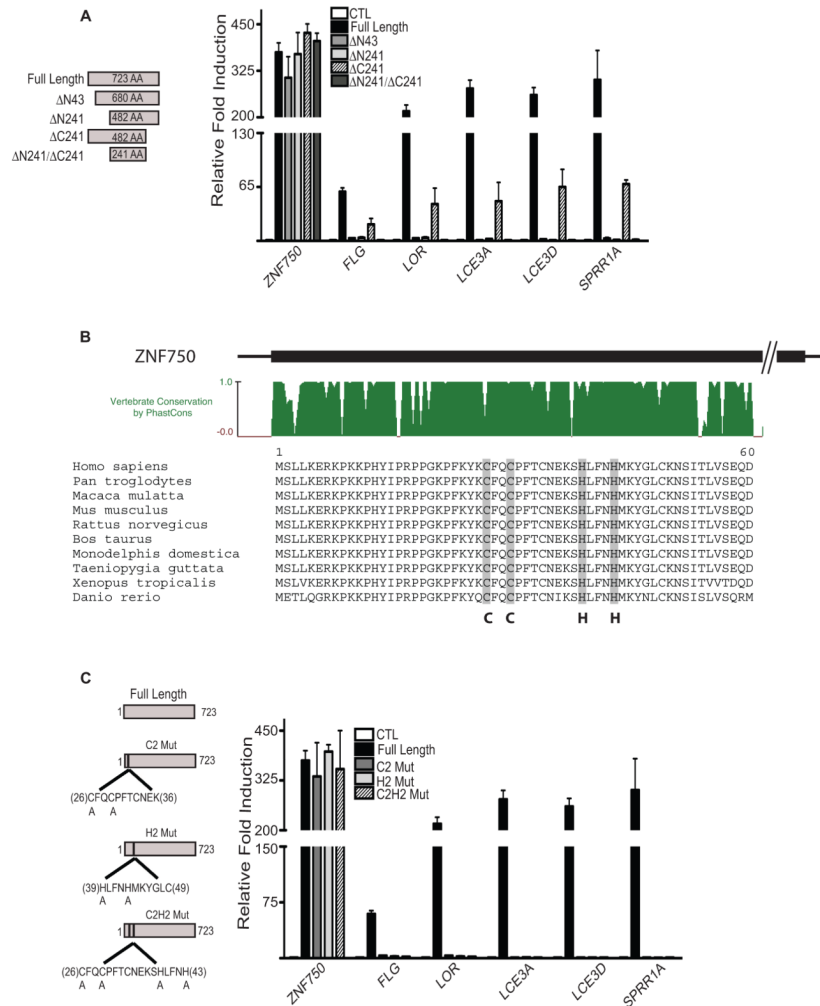 A
Full Length 723 AA
ΔN43 680 AA
ΔN241 482 AA
ΔC241 482 AA
ΔN241/ΔC241 241 AA
Relative Fold Induction
450
325
200
130
65
CTL
Full Length
ΔN43
ΔN241
ΔC241
ΔN241/ΔC241
ZNF750 FLG LOR LCE3A LCE3D SPRR1A
B
ZNF750
Vertebrate Conservation
by PhastCons
1.0
-0.0
1 60
Homo sapiens MSLLKERKPKKPHYIPRPPGKPFKYKCFQCPFTCNEKSHLFNHMKYGLCKNSITLVSEQD
Pan troglodytes MSLLKERKPKKPHYIPRPPGKPFKYKCFQCPFTCNEKSHLFNHMKYGLCKNSITLVSEQD
Macaca mulatta MSLLKERKPKKPHYIPRPPGKPFKYKCFQCPFTCNEKSHLFNHMKYGLCKNSITLVSEQD
Mus musculus MSLLKERKPKKPHYIPRPPGKPFKYKCFQCPFTCNEKSHLFNHMKYGLCKNSITLVSEQD
Rattus norvegicus MSLLKERKPKKPHYIPRPPGKPFKYKCFQCPFTCNEKSHLFNHMKYGLCKNSITLVSEQD
Bos taurus MSLLKERKPKKPHYIPRPPGKPFKYKCFQCPFTCNEKSHLFNHMKYGLCKNSITLVSEQD
Monodelphis domestica MSLLKERKPKKPHYIPRPPGKPFKYKCFQCPFTCNEKSHLFNHMKYGLCKNSITLVSEQD
Taeniopygia guttata MSLLKERKPKKPHYIPRPPGKPFKYKCFQCPFTCNEKSHLFNHMKYGLCKNSITLVSEQD
Xenopus tropicalis MSLVKERKPKKPHYIPRPPGKPFKYKCFQCPFTCNEKSHLFNHMKYGLCKNSITVVTDQD
Danio rerio METLQGRKPKKPHYIPRPPGKPFKYQCFQCPFTCNIKSHLFNHMKYNLCKNSISLVSQRM
C C H H
C
Full Length
1 723
C2 Mut
1 723
(26)CFQCPFTCNEK(36)
A A
H2 Mut
1 723
(39)HLFNHMKYGLC(49)
A A
C2H2 Mut
1 723
(26)CFQCPFTCNEKSHLFNH(43)
A A A A
Relative Fold Induction
450
325
200
150
75
CTL
Full Length
C2 Mut
H2 Mut
C2H2 Mut
ZNF750 FLG LOR LCE3A LCE3D SPRR1A